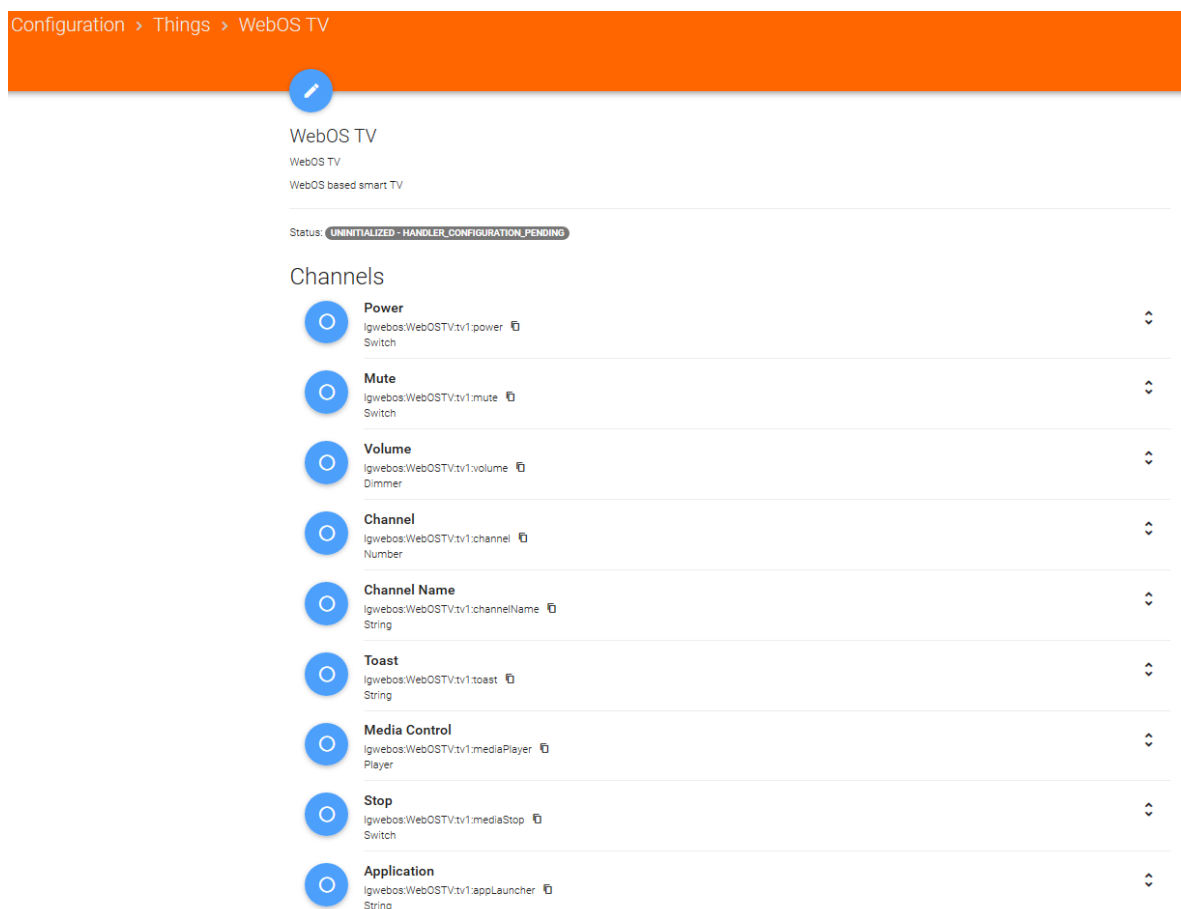 Configuration > Things > WebOS TV
WebOS TV
WebOS TV
WebOS based smart TV
Status: UNINITIALIZED - HANDLER_CONFIGURATION_PENDING
Channels
Power
lgwebos:WebOSTV:tv1:power
Switch
Mute
lgwebos:WebOSTV:tv1:mute
Switch
Volume
lgwebos:WebOSTV:tv1:volume
Dimmer
Channel
lgwebos:WebOSTV:tv1:channel
Number
Channel Name
lgwebos:WebOSTV:tv1:channelName
String
Toast
lgwebos:WebOSTV:tv1:toast
String
Media Control
lgwebos:WebOSTV:tv1:mediaPlayer
Player
Stop
lgwebos:WebOSTV:tv1:mediaStop
Switch
Application
lgwebos:WebOSTV:tv1:appLauncher
String